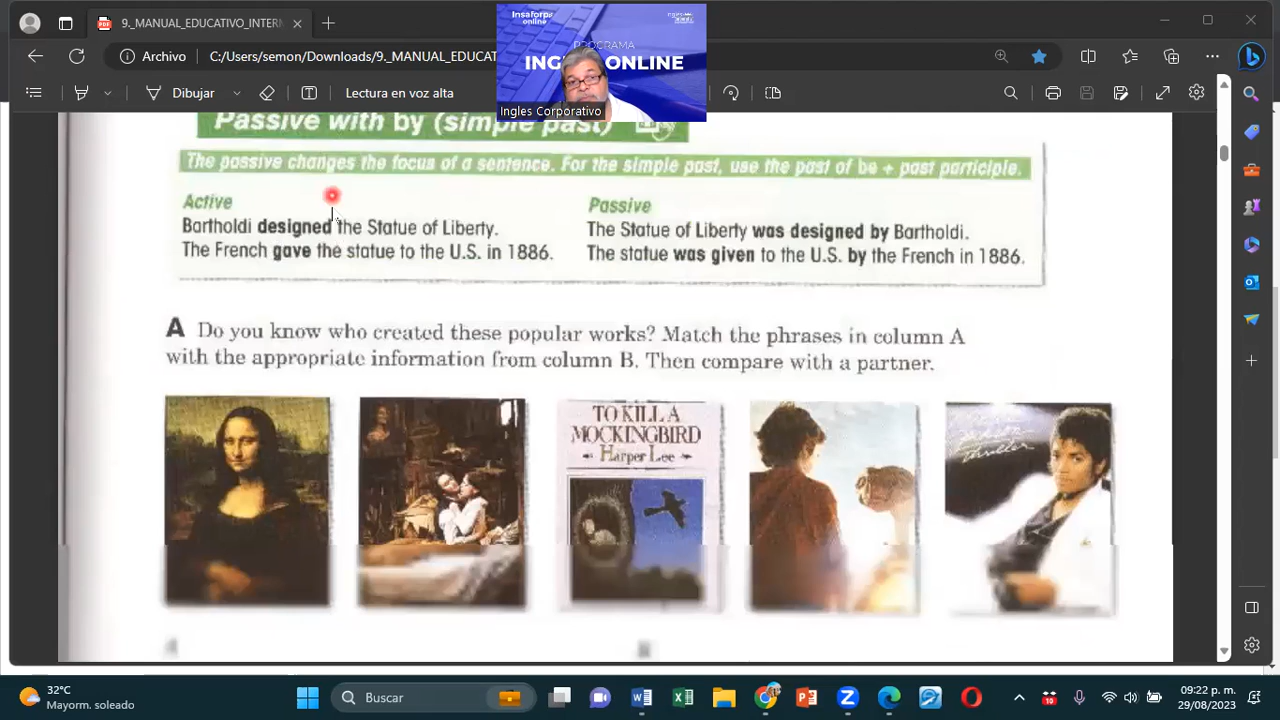 9._MANUAL_EDUCATIVO_INTERM
Archivo
C:/Users/semon/Downloads/9._MANUAL_EDUCAT
Dibujar
Lectura en voz alta
Insaforp
online
PROGRAMA
ING ONLINE
Ingles Corporativo
Passive with by (simple past)
The passive changes the focus of a sentence. For the simple past, use the past of be + past participle.
Active
Bartholdi designed the Statue of Liberty.
The French gave the statue to the U.S. in 1886.
Passive
The Statue of Liberty was designed by Bartholdi.
The statue was given to the U.S. by the French in 1886.
A Do you know who created these popular works? Match the phrases in column A
with the appropriate information from column B. Then compare with a partner.
TO KILL A
MOCKINGBIRD
Harper Lee
Thriller
A
B
32°C
Mayorm. soleado
Buscar
10
09:22 p. m.
29/08/2023